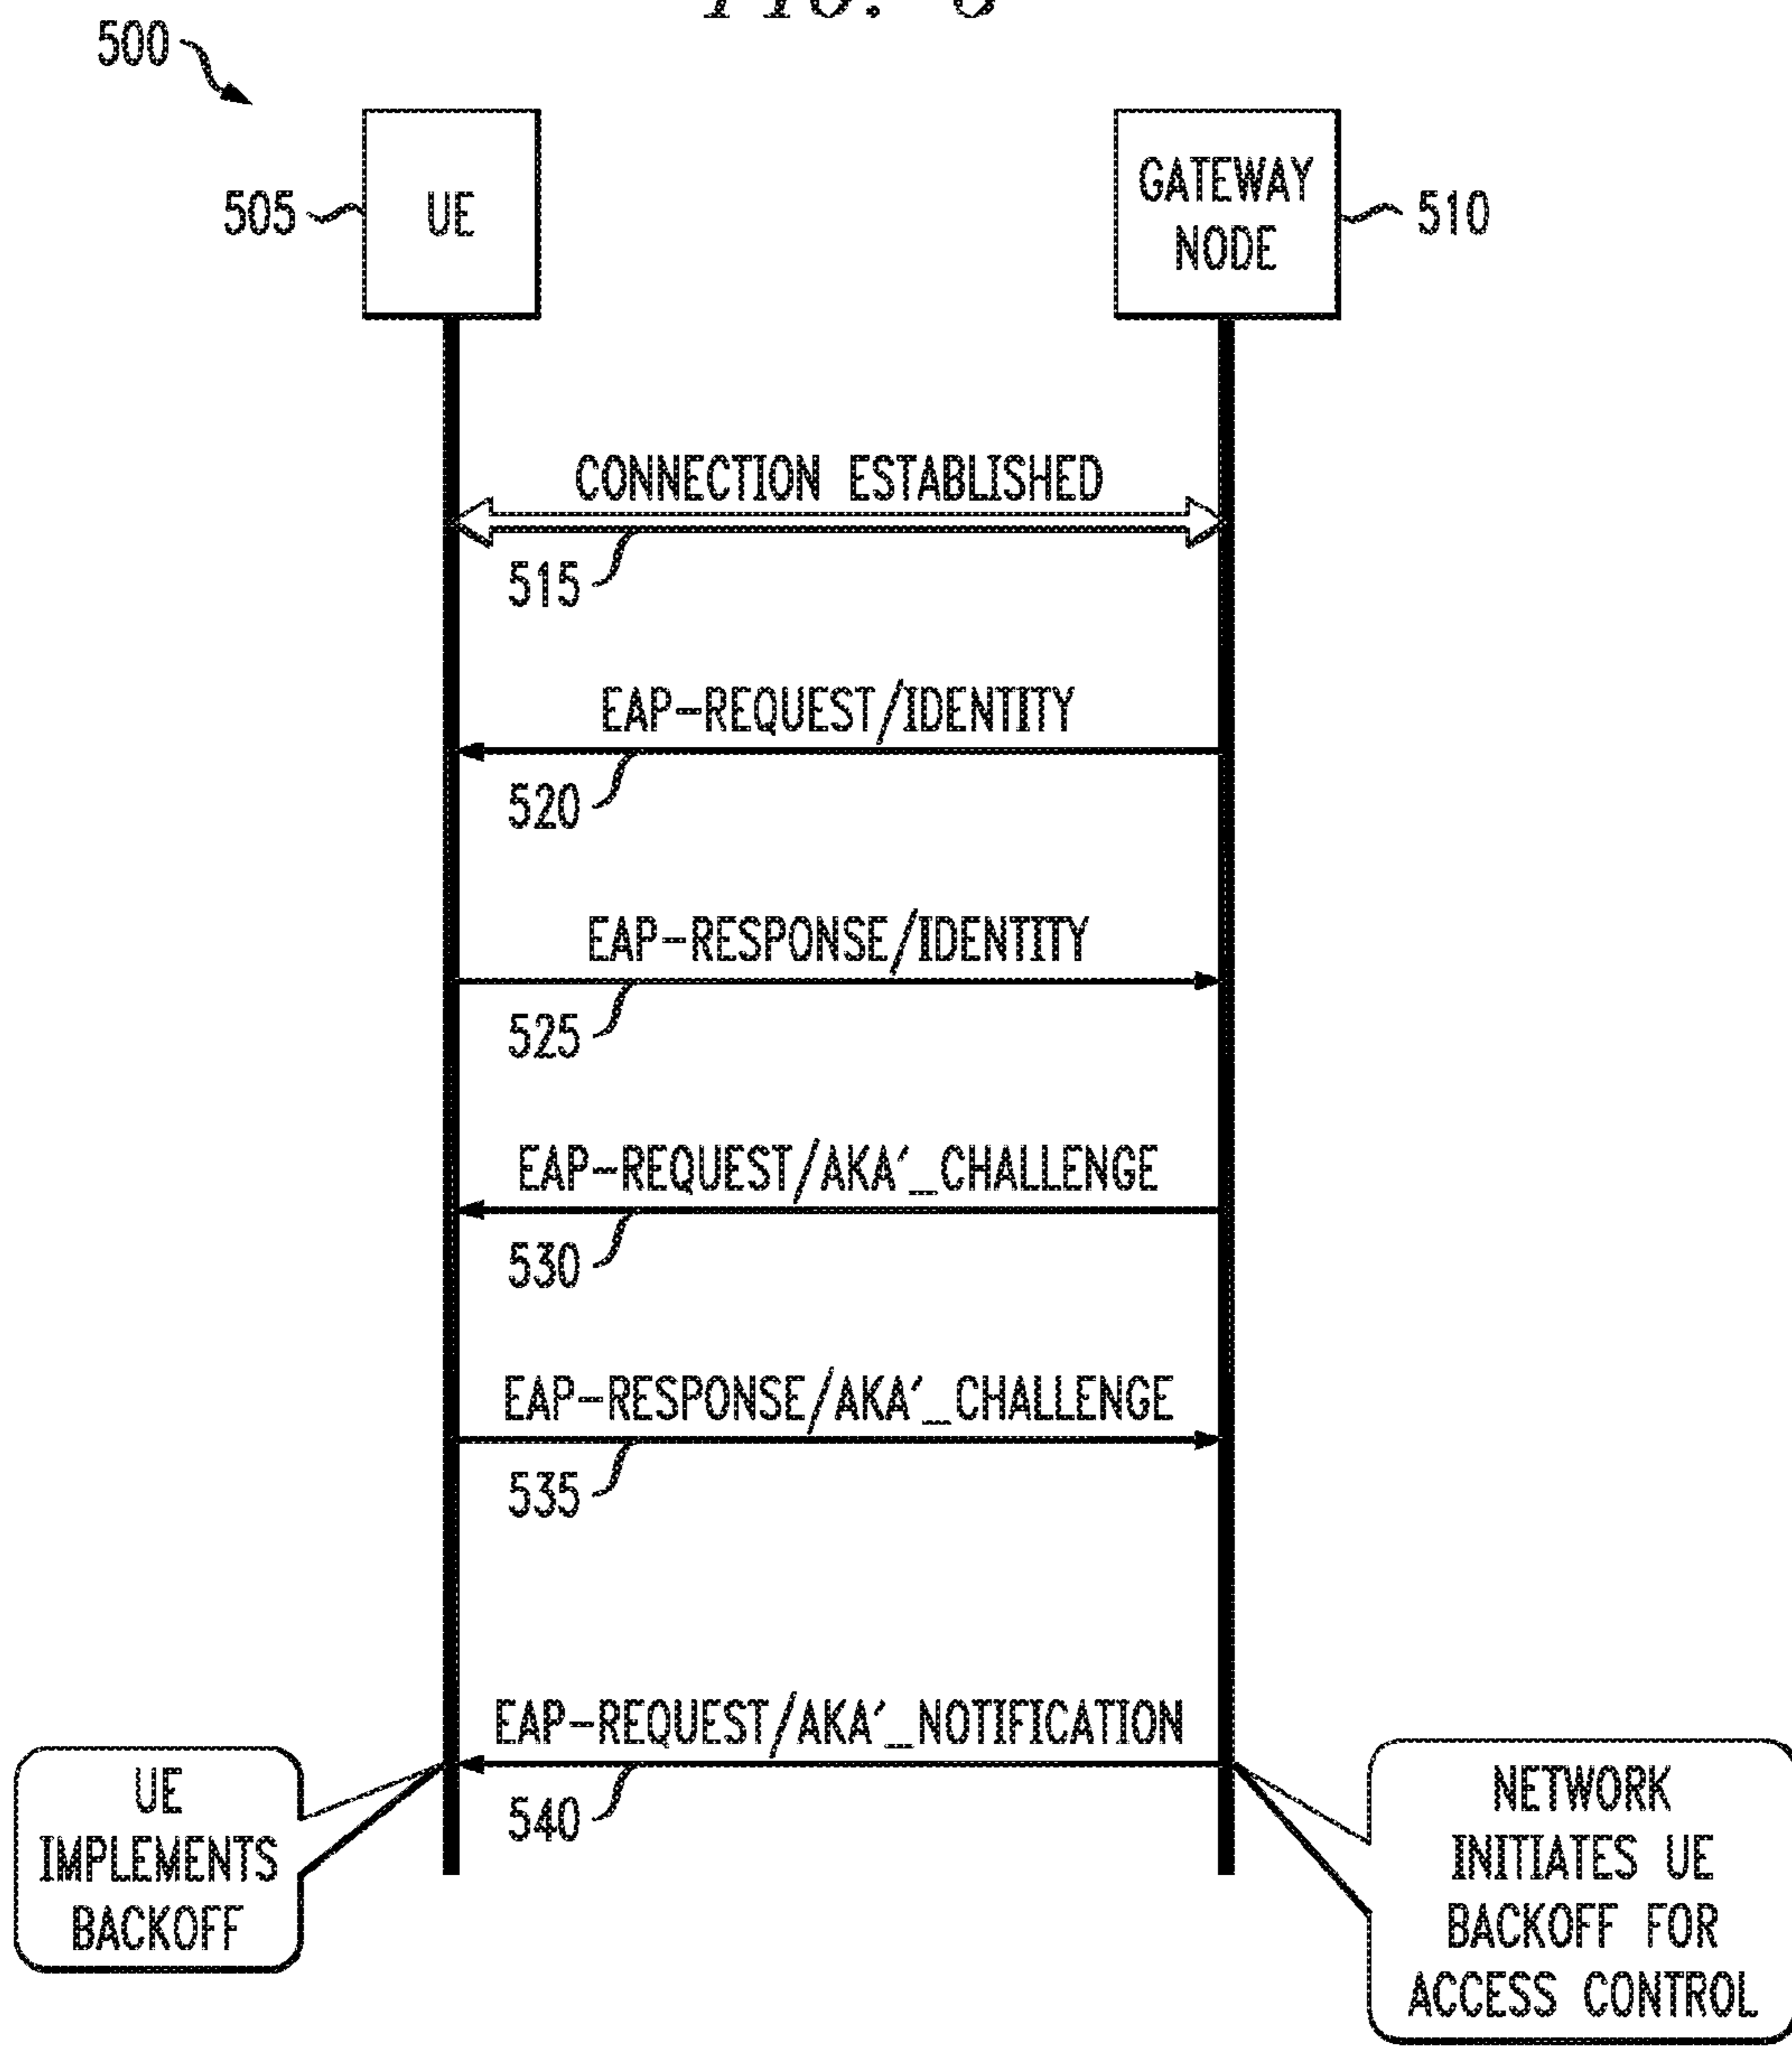 FIG.
500
505
UE
GATEWAY
NODE
510
CONNECTION ESTABLISHED
515
EAP-REQUEST/IDENTITY
520
EAP-RESPONSE/IDENTITY
525
EAP-REQUEST/AKA'_CHALLENGE
530
EAP-RESPONSE/AKA'_CHALLENGE
535
EAP-REQUEST/AKA'_NOTIFICATION
540
UE
IMPLEMENTS
BACKOFF
NETWORK
INITIATES UE
BACKOFF FOR
ACCESS CONTROL